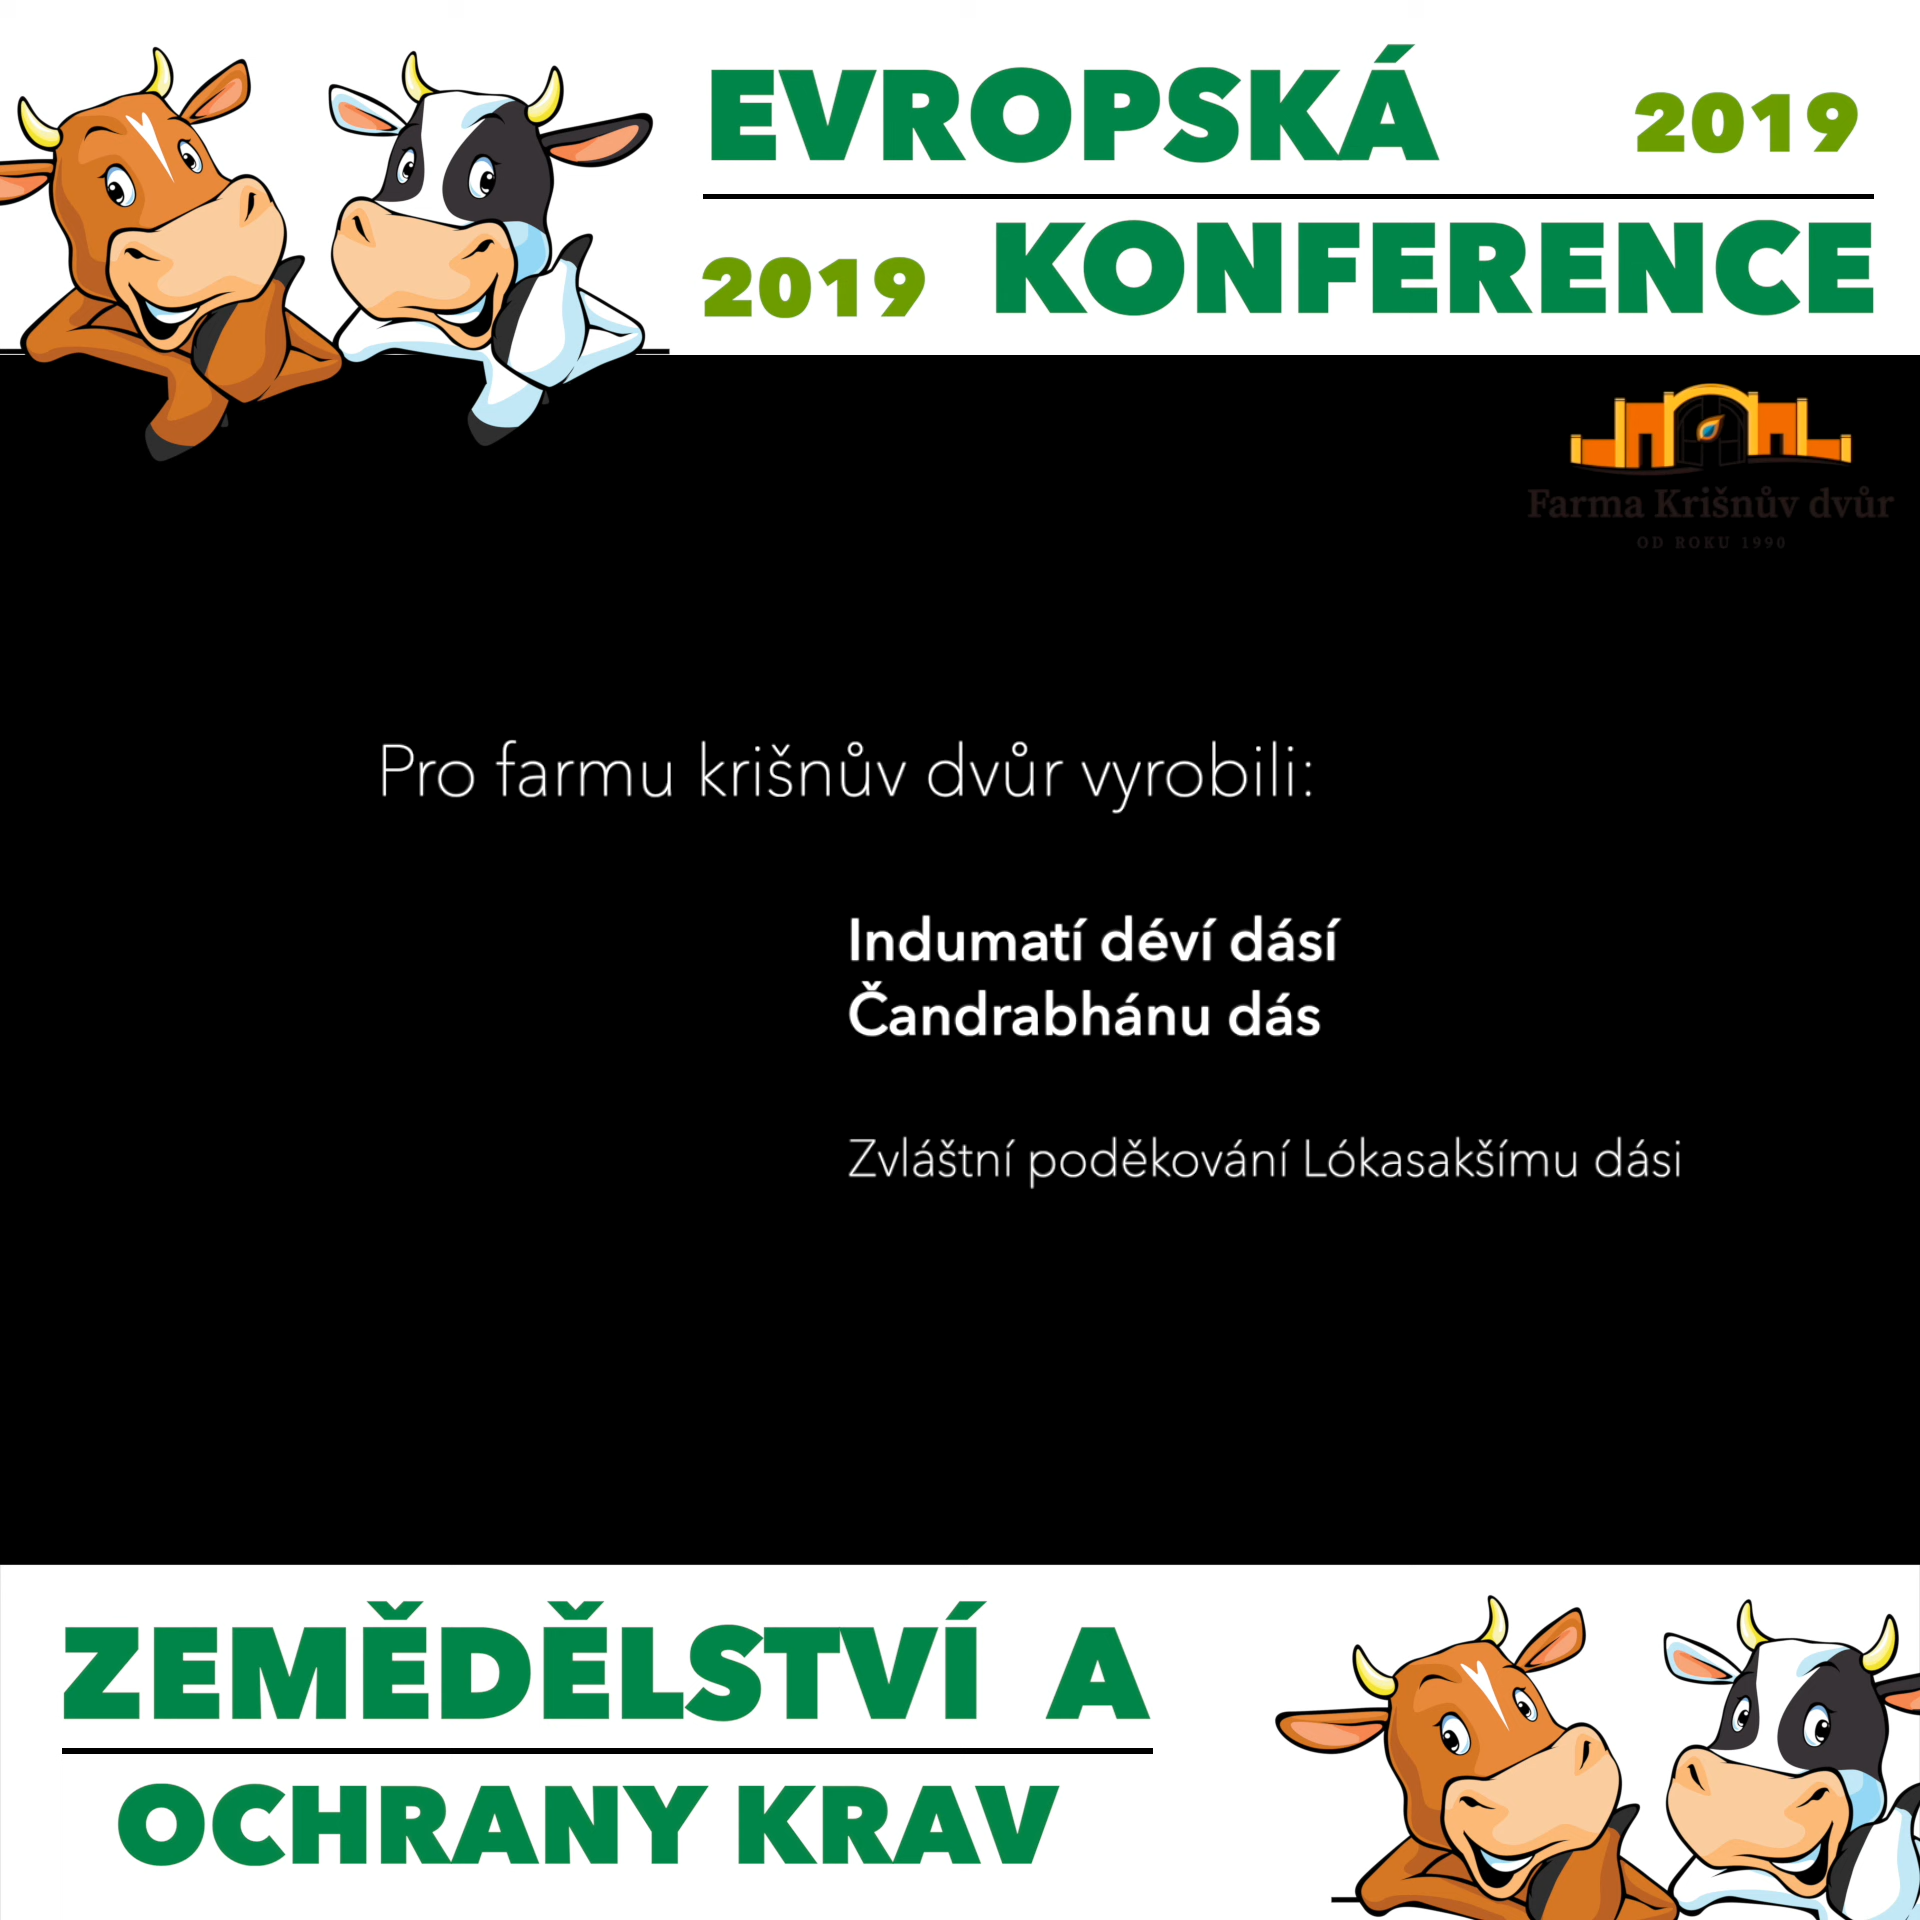 EVROPSKÁ 2019
2019 KONFERENCE
Farma Krišnův dvůr
OD ROKU 1990
Pro farmu krišnův dvůr vyrobili:
Indumatí déví dásí
Čandrabhánu dás
Zvláštní poděkování Lókasakšímu dási
ZEMĚDĚLSTVÍ A
OCHRANY KRAV